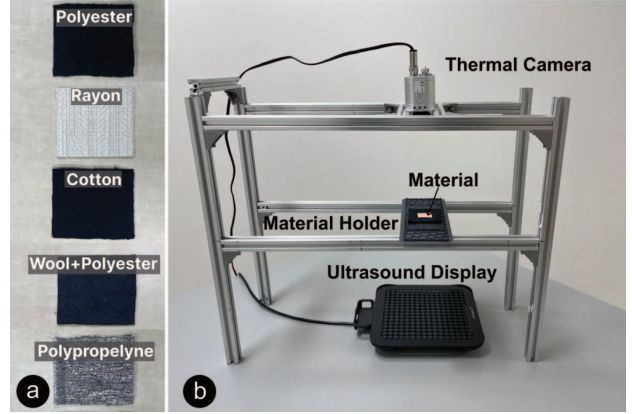 Polyester
Rayon
Cotton
Wool+Polyester
Polypropelyne
a
Thermal Camera
Material
Material Holder
Ultrasound Display
b